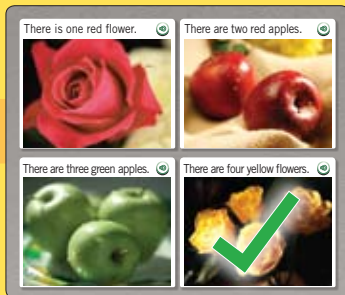 There is one red flower.
There are two red apples.
There are three green apples.
There are four yellow flowers.